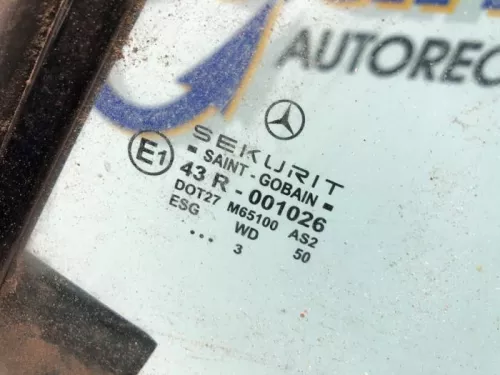 AUTOREC
SEKURIT
▪ SAINT - GOBAIN ▪
E1
43 R - 001026
DOT27 M65100 AS2
ESG WD 50
... 3